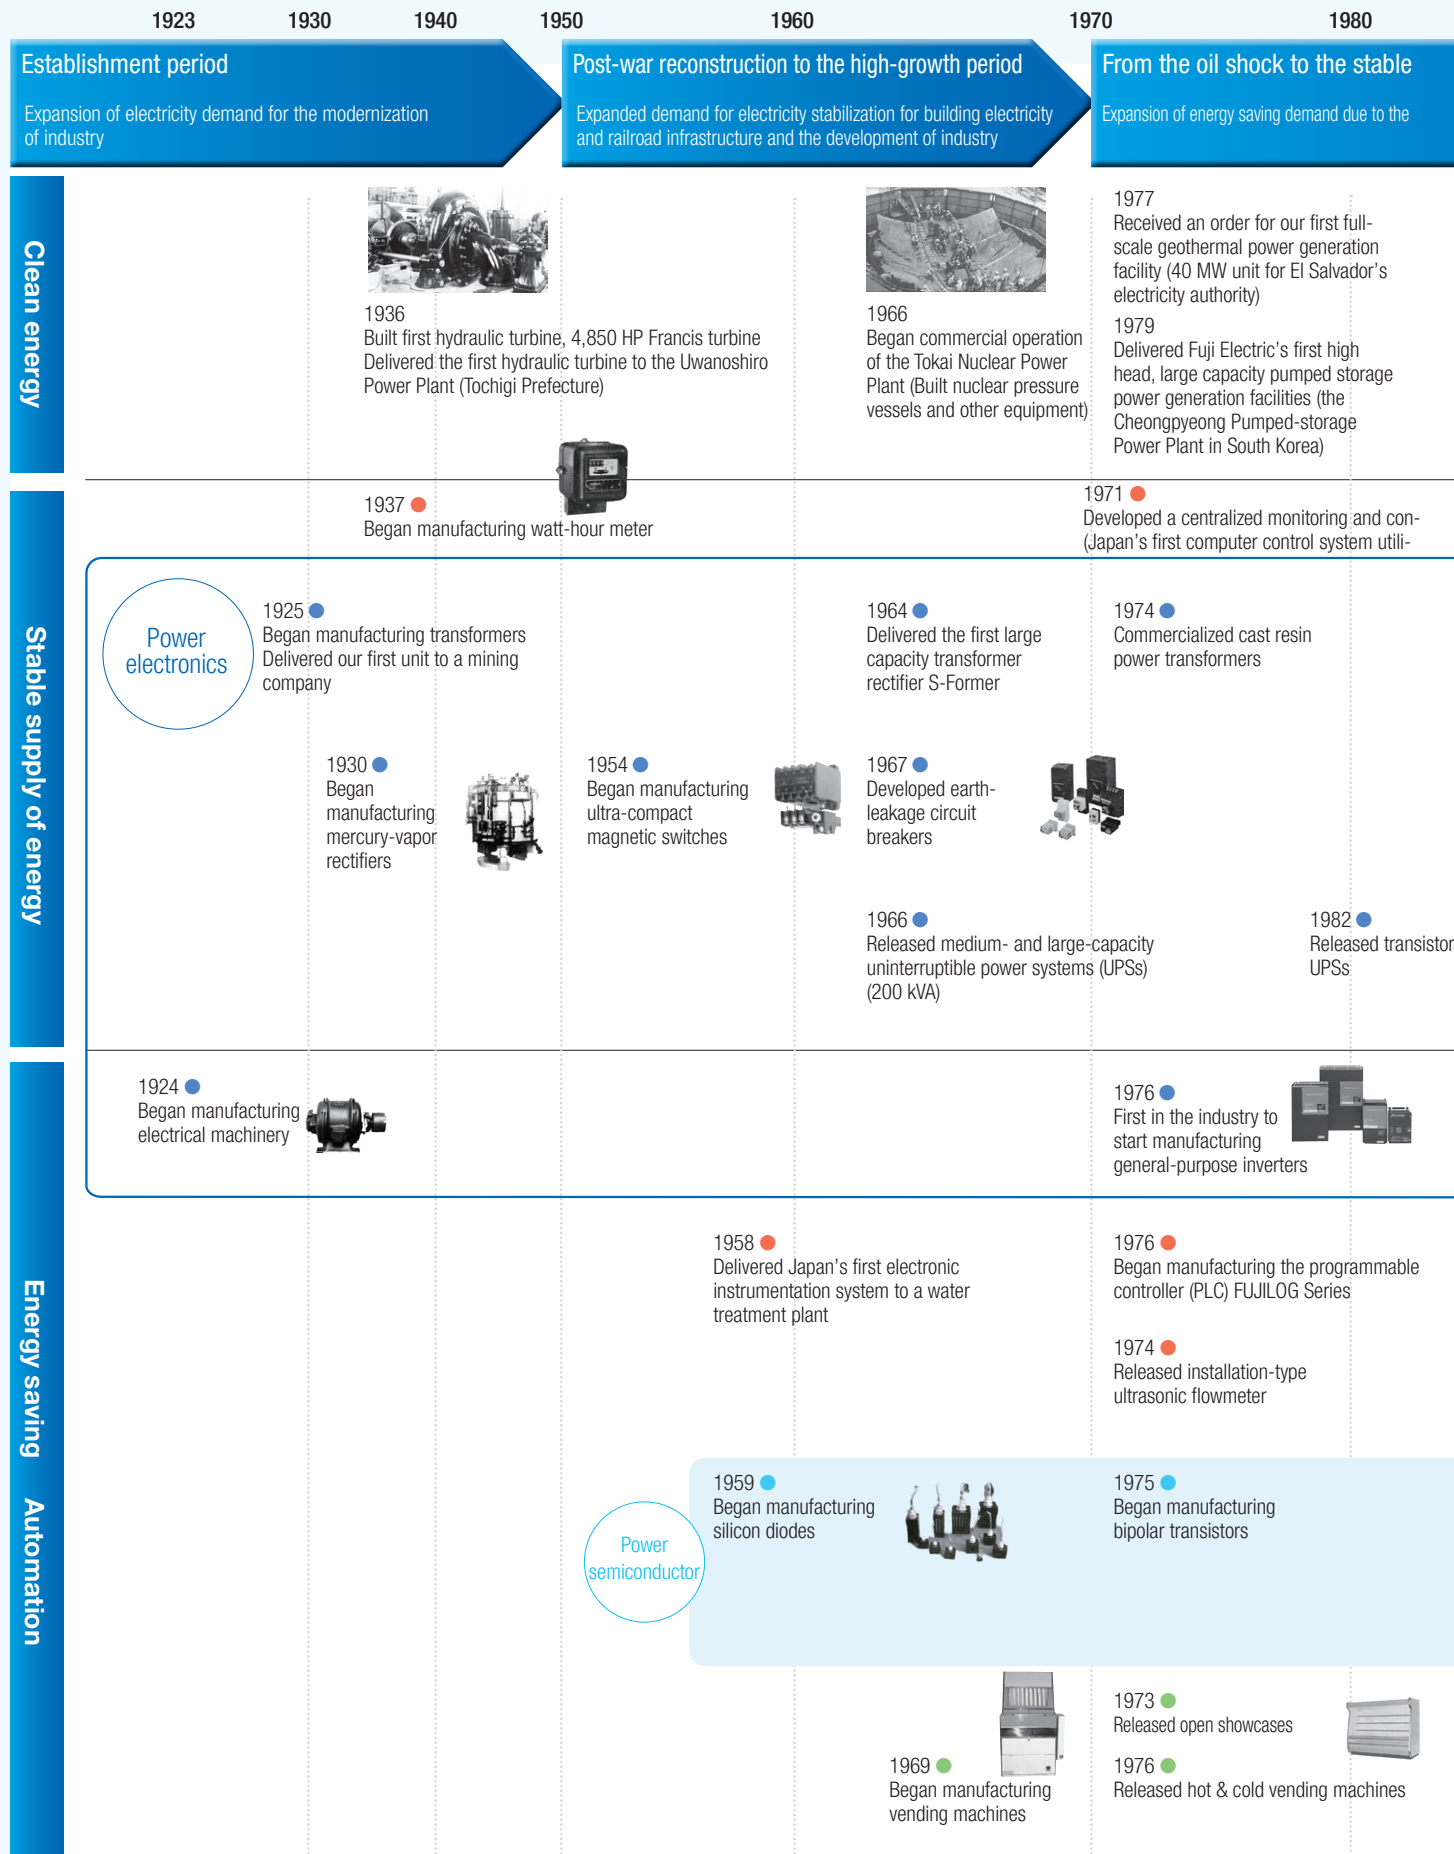 1923
1930
1940
1950
1960
1970
1980
Establishment period
Expansion of electricity demand for the modernization
of industry
Post-war reconstruction to the high-growth period
Expanded demand for electricity stabilization for building electricity
and railroad infrastructure and the development of industry
From the oil shock to the stable
Expansion of energy saving demand due to the
Clean energy
1936
Built first hydraulic turbine, 4,850 HP Francis turbine
Delivered the first hydraulic turbine to the Uwanoshiro
Power Plant (Tochigi Prefecture)
1966
Began commercial operation
of the Tokai Nuclear Power
Plant (Built nuclear pressure
vessels and other equipment)
1977
Received an order for our first full-
scale geothermal power generation
facility (40 MW unit for El Salvador's
electricity authority)
1979
Delivered Fuji Electric's first high
head, large capacity pumped storage
power generation facilities (the
Cheongpyeong Pumped-storage
Power Plant in South Korea)
Stable supply of energy
1937
Began manufacturing watt-hour meter
1971
Developed a centralized monitoring and con-
(Japan's first computer control system utili-
Power
electronics
1925
Began manufacturing transformers
Delivered our first unit to a mining
company
1964
Delivered the first large
capacity transformer
rectifier S-Former
1974
Commercialized cast resin
power transformers
1930
Began
manufacturing
mercury-vapor
rectifiers
1954
Began manufacturing
ultra-compact
magnetic switches
1967
Developed earth-
leakage circuit
breakers
1966
Released medium- and large-capacity
uninterruptible power systems (UPSs)
(200 kVA)
1982
Released transistor
UPSs
Energy saving Automation
1924
Began manufacturing
electrical machinery
1976
First in the industry to
start manufacturing
general-purpose inverters
1958
Delivered Japan's first electronic
instrumentation system to a water
treatment plant
1976
Began manufacturing the programmable
controller (PLC) FUJILOG Series
1974
Released installation-type
ultrasonic flowmeter
Power
semiconductor
1959
Began manufacturing
silicon diodes
1975
Began manufacturing
bipolar transistors
1969
Began manufacturing
vending machines
1973
Released open showcases
1976
Released hot & cold vending machines